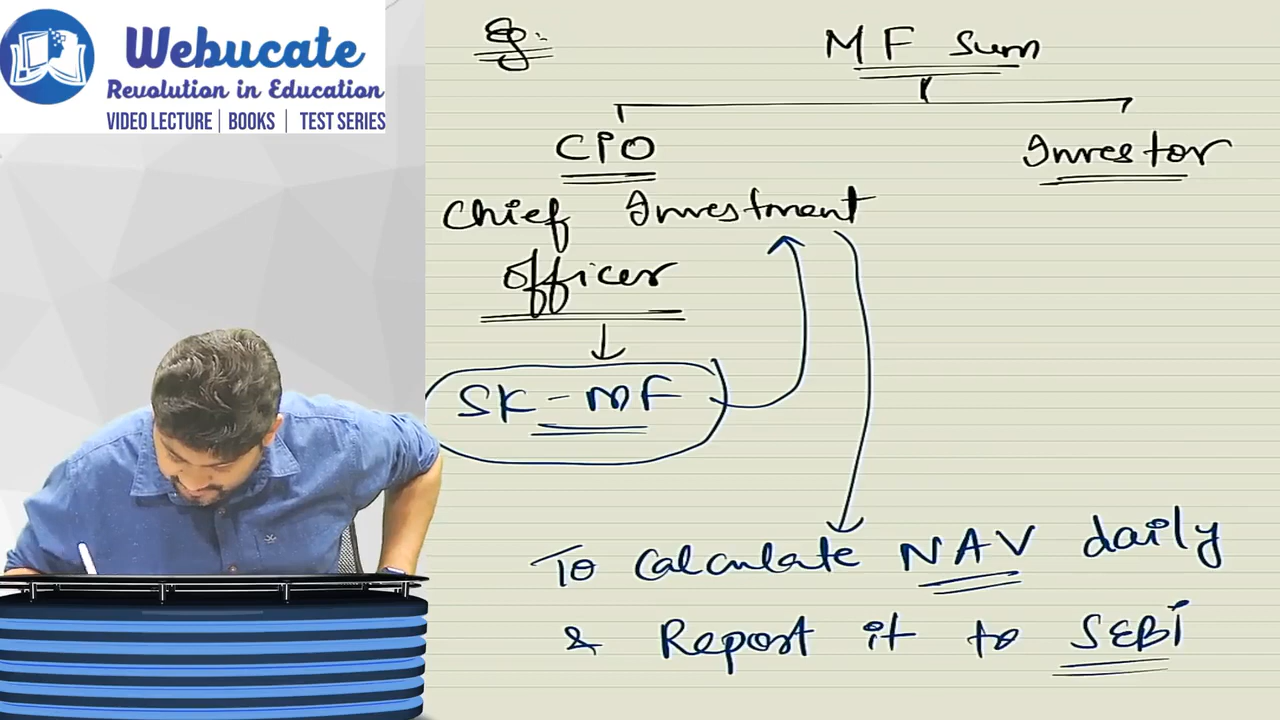 Webucate
Revolution in Education
VIDEO LECTURE | BOOKS | TEST SERIES
Eg:
MF Sum
CIO
Investor
Chief Investment
Officer
SK-MF
To Calculate NAV daily
& Report it to SEBI